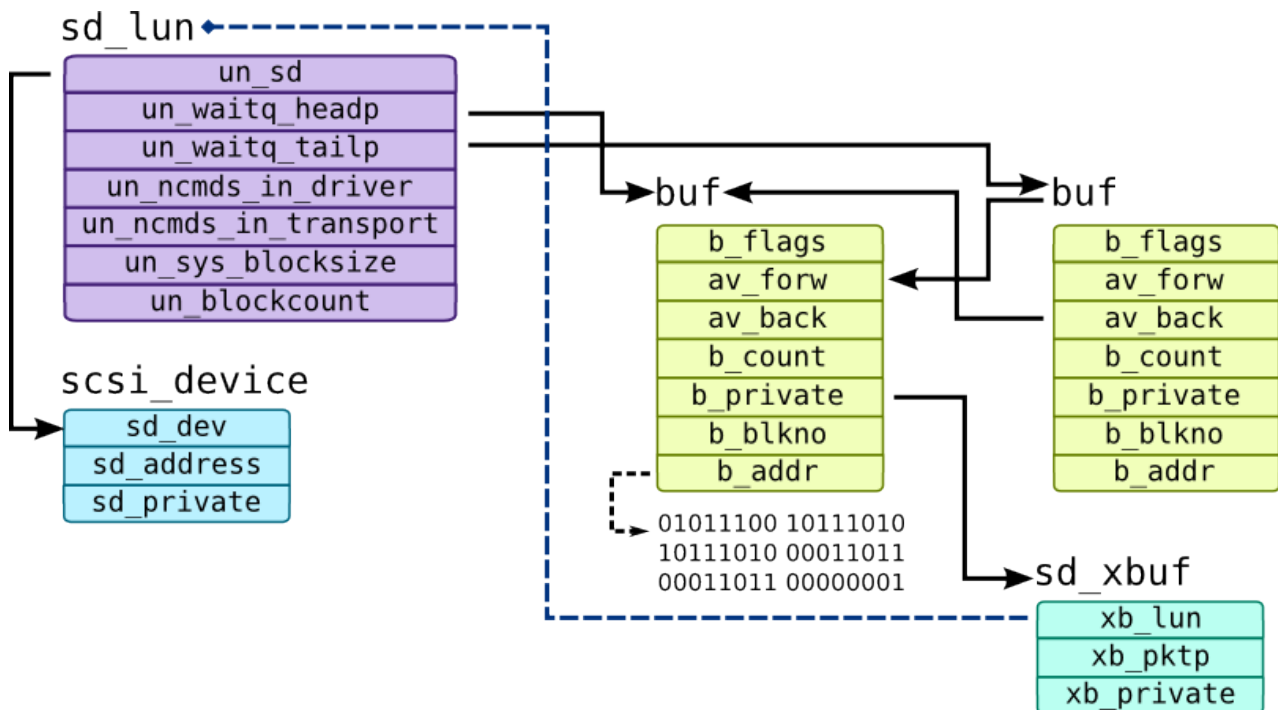 sd_lun
un_sd
un_waitq_headp
un_waitq_tailp
un_ncmds_in_driver
un_ncmds_in_transport
un_sys_blocksize
un_blockcount
scsi_device
sd_dev
sd_address
sd_private
buf
b_flags
av_forw
av_back
b_count
b_private
b_blkno
b_addr
01011100 10111010
10111010 00011011
00011011 00000001
buf
b_flags
av_forw
av_back
b_count
b_private
b_blkno
b_addr
sd_xbuf
xb_lun
xb_pktp
xb_private